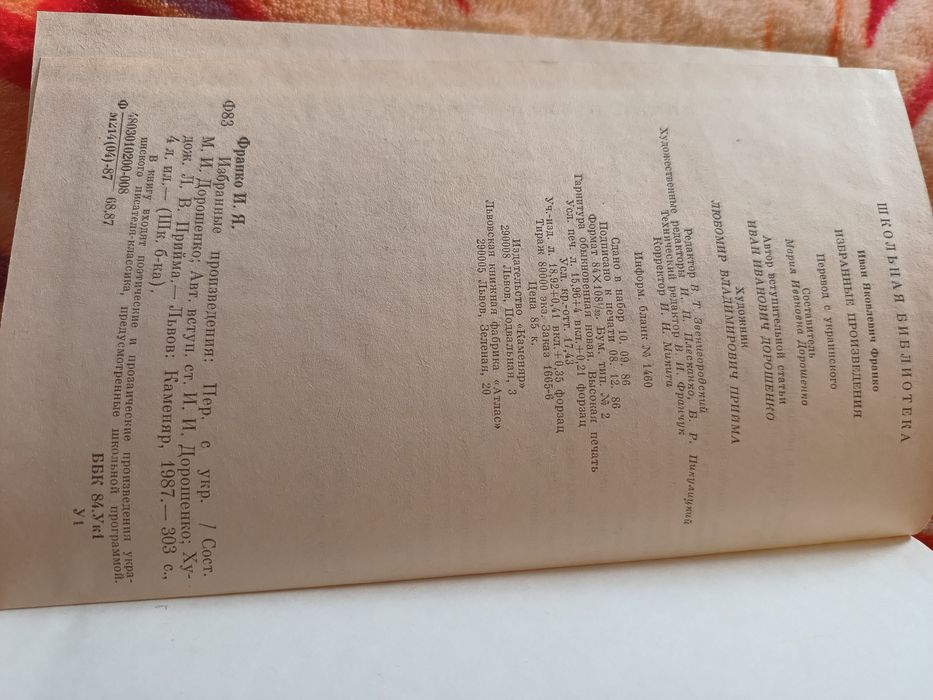 ШКОЛЬНАЯ БИБЛИОТЕКА
Иван Яковлевич Франко
ИЗБРАННЫЕ ПРОИЗВЕДЕНИЯ
Перевод с украинского
Составитель
Мария Ивановна Дорошенко
Автор вступительной статьи
ИВАН ИВАНОВИЧ ДОРОШЕНКО
Художник
ЛЮБОМИР ВЛАДИМИРОВИЧ ПРИЙМА
Редактор В. Т. Звенигородский
Художественные редакторы И. П. Плесканко, Б. Р. Пикулицкий
Технический редактор В. И. Франчук
Корректор И. Н. Микита
Информ. бланк № 1460
Сдано в набор 10. 09. 86
Подписано к печати 08. 12. 86
Формат 84×108¹/₃₂. Бум. тип. № 2
Гарнитура обыкновенная новая. Высокая печать
Усл. печ. л. 15,96+4 вкл.+0,21 форзац
Усл. кр.-отт. 17,43
Уч.-изд. л. 18,92+0,41 вкл.+0,35 форзац
Тираж 80000 экз. Заказ 1665-6
Цена 85 к.
Издательство «Каменяр»
290008 Львов, Подвальная, 3
Львовская книжная фабрика «Атлас»
290005 Львов, Зеленая, 20
Франко И. Я.
Ф83 Избранные произведения: Пер. с укр. / Сост.
М. И. Дорошенко; Авт. вступ. ст. И. И. Дорошенко; Ху-
дож. Л. В. Прийма.— Львов: Каменяр, 1987.— 303 с.,
4 л. ил.— (Шк. б-ка).
В книгу входят поэтические и прозаические произведения укра-
инского писателя-классика, предусмотренные школьной программой.
Ф 4803010200-008
М214(04)-87 68.87
ББК 84.Ук1
У1